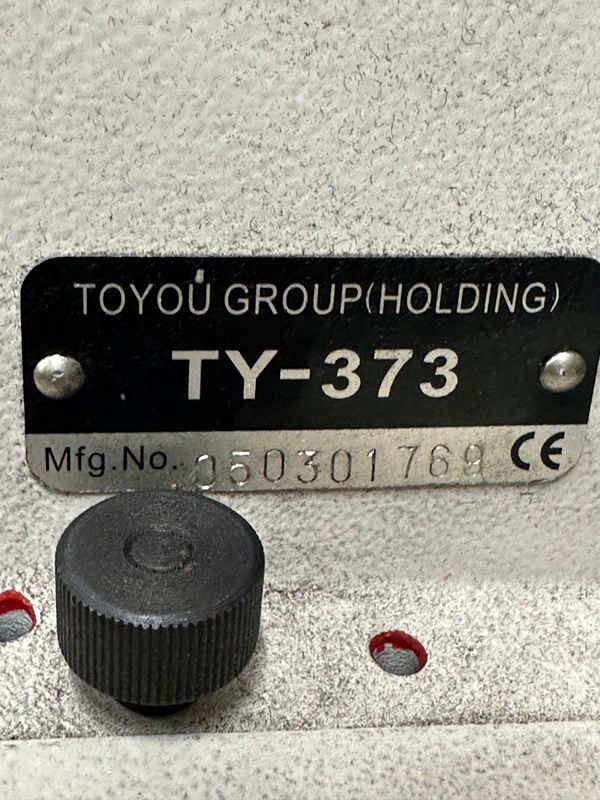 TOYOU GROUP(HOLDING)
TY-373
Mfg.No. 050301769 CE